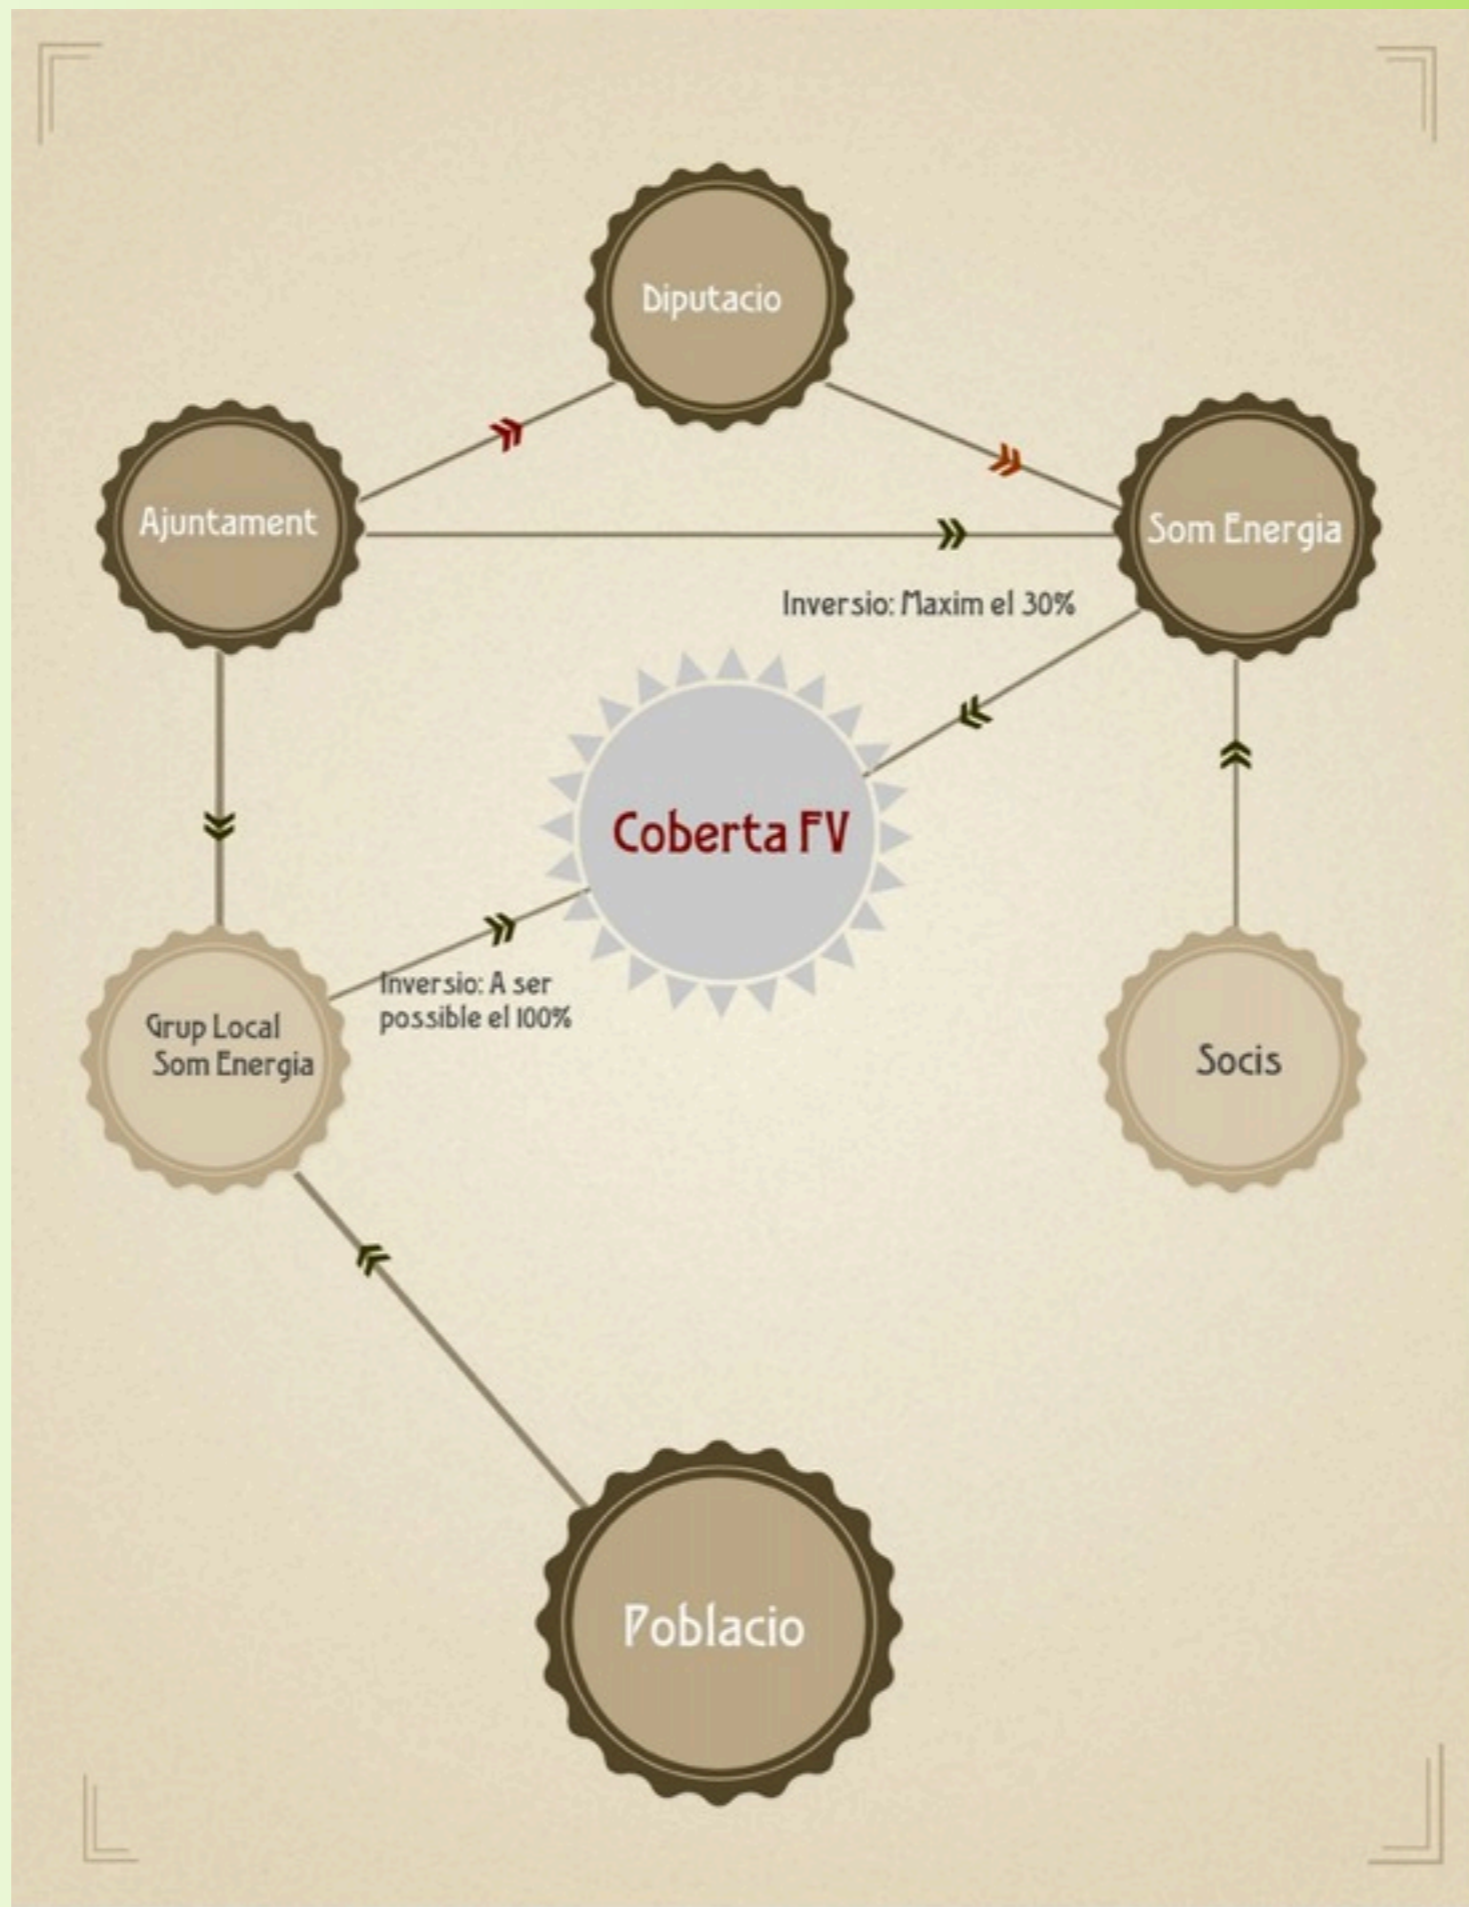 Diputacio
Ajuntament
Som Energia
Inversio: Maxim el 30%
Coberta FV
Inversio: A ser
possible el 100%
Grup Local
Som Energia
Socis
Poblacio